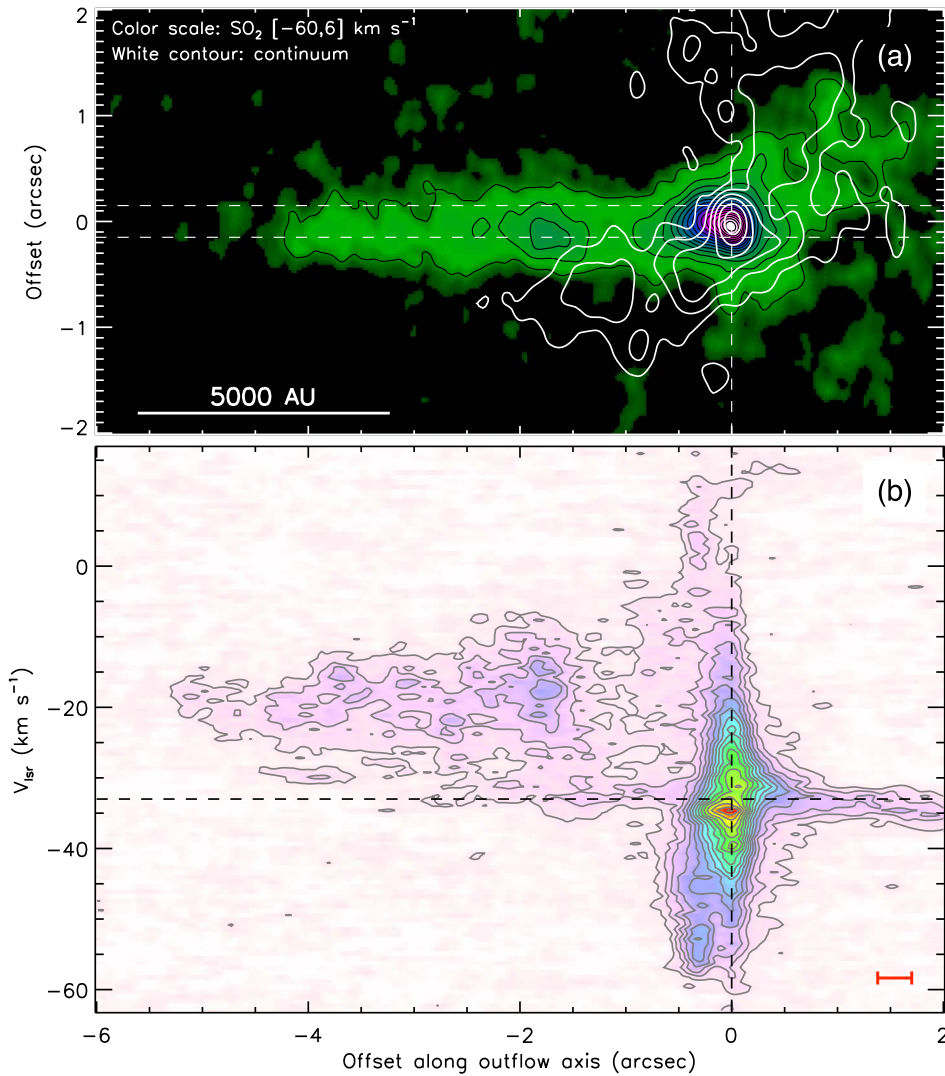 Color scale: SO₂ [−60,6] km s⁻¹
White contour: continuum
(a)
2
1
0
−1
−2
Offset (arcsec)
5000 AU
(b)
0
−20
−40
−60
V_lsr (km s⁻¹)
−6 −4 −2 0 2
Offset along outflow axis (arcsec)